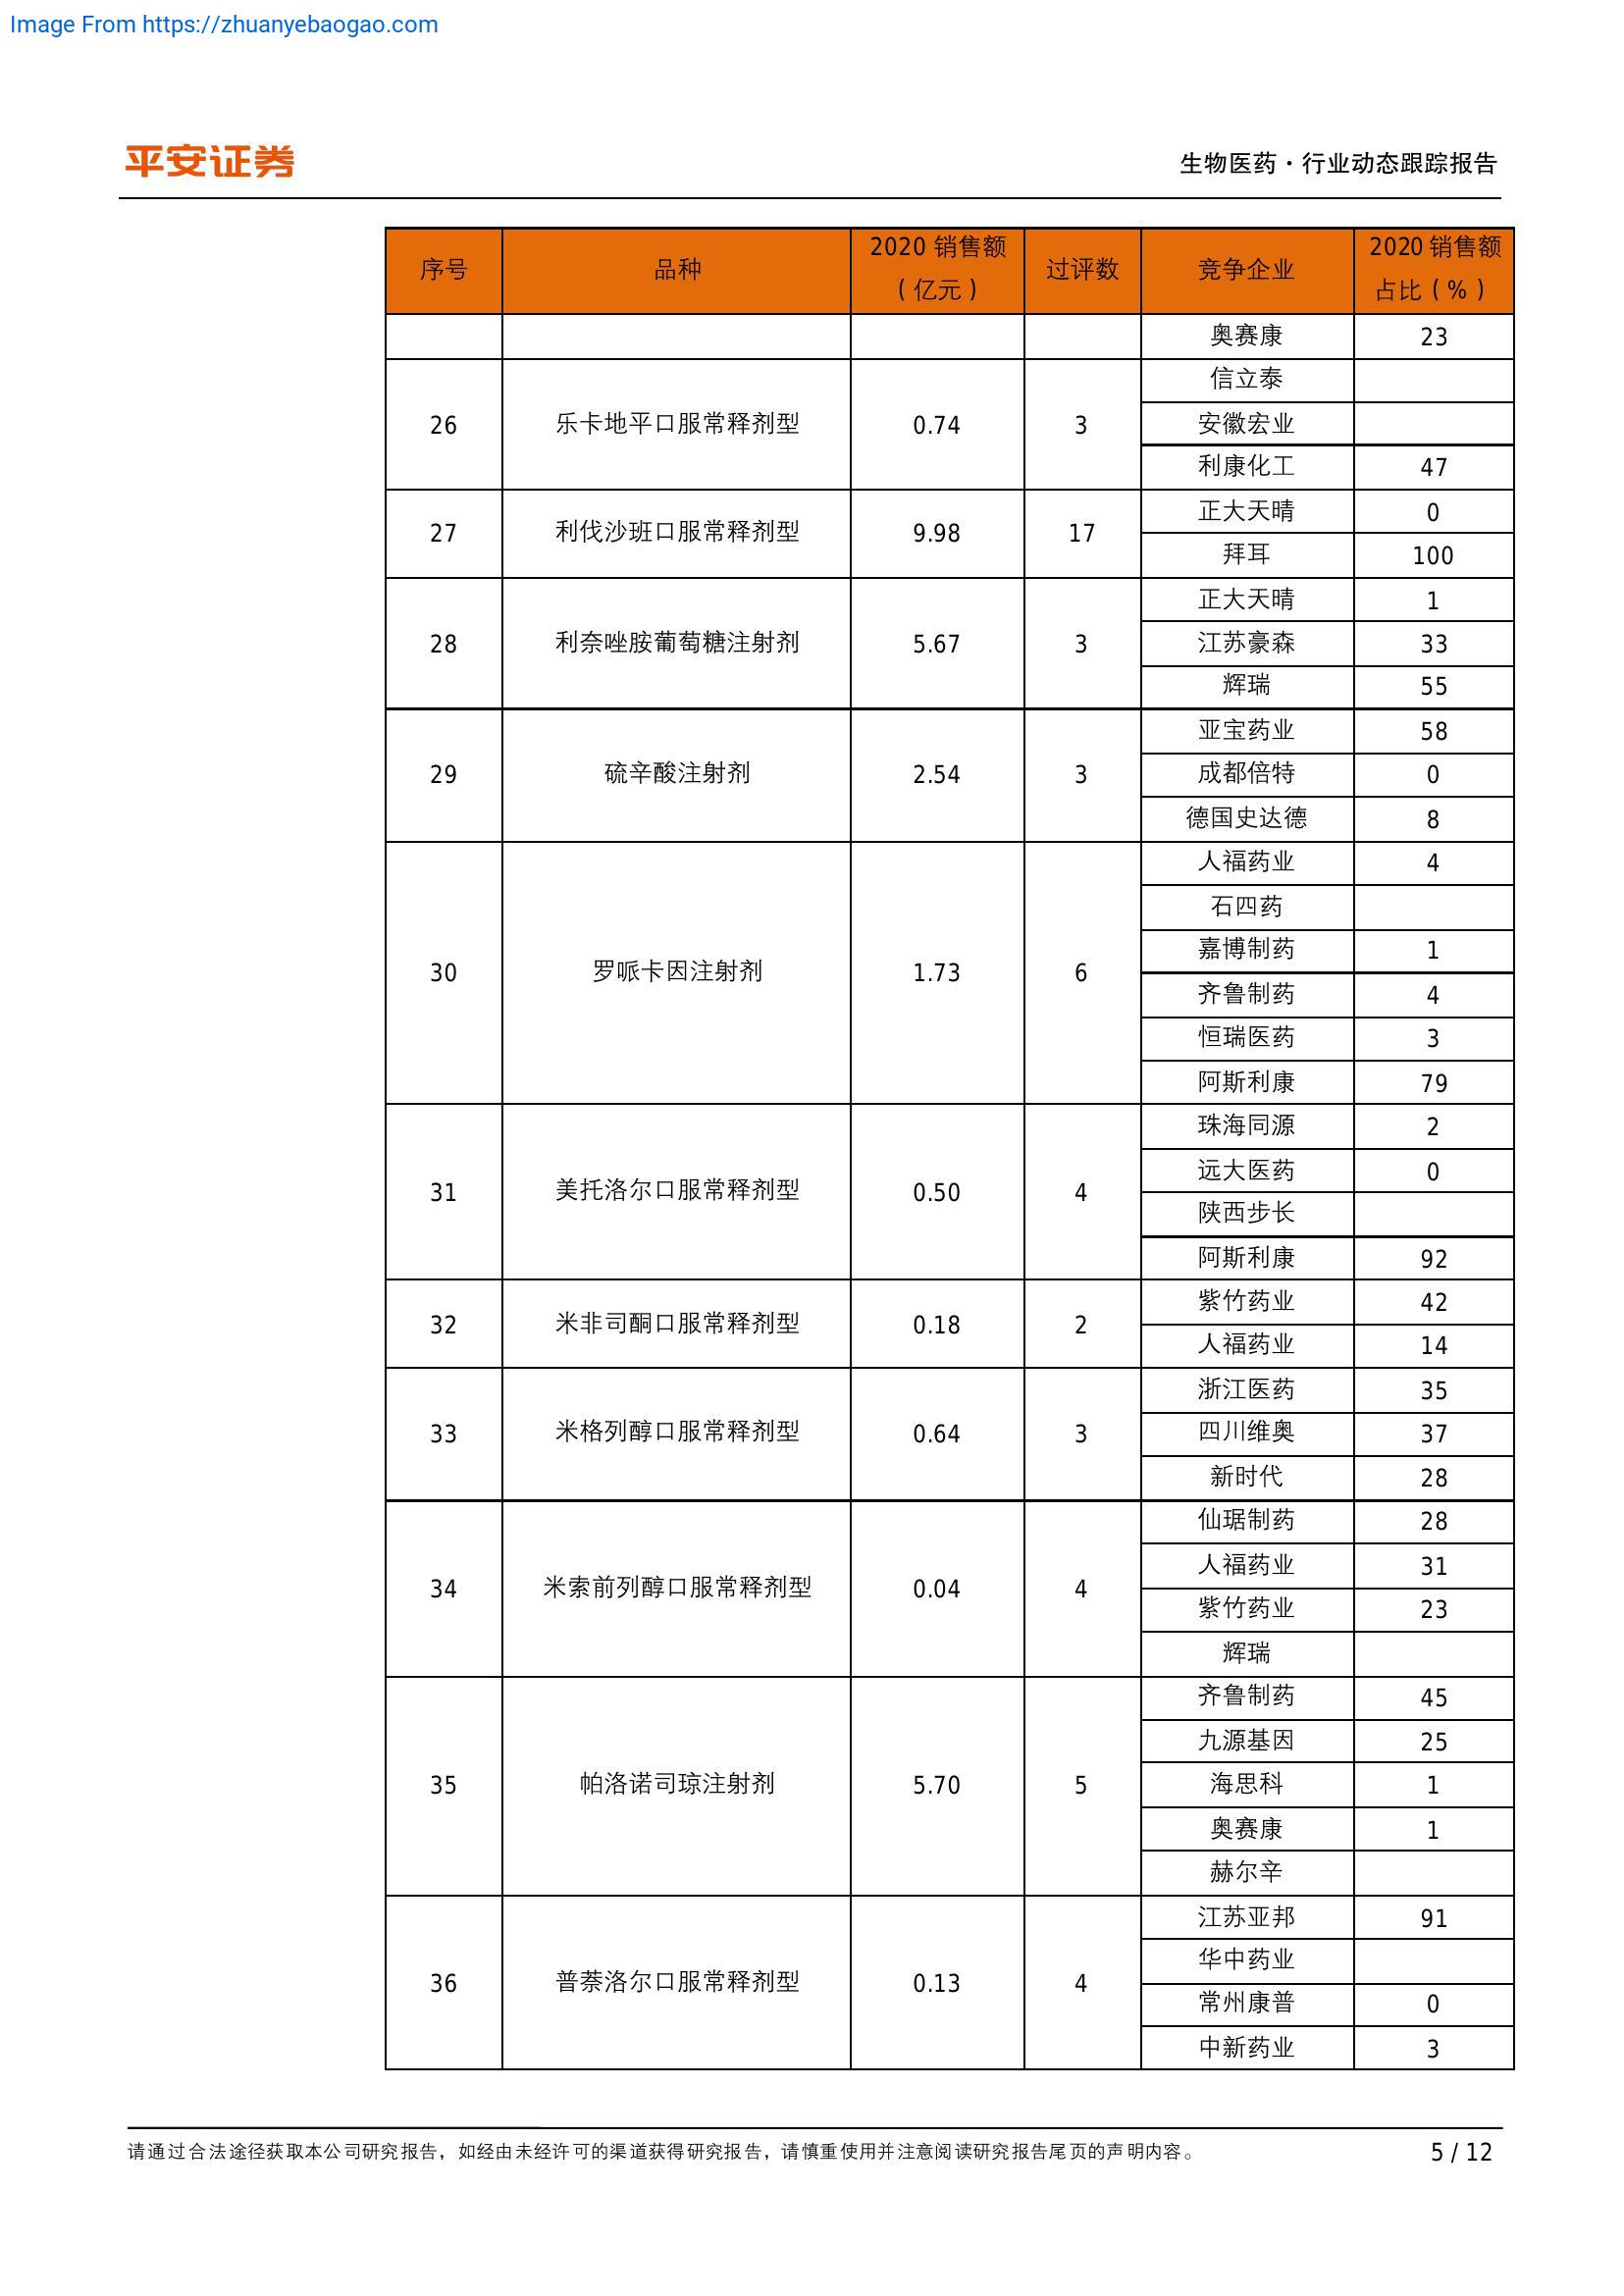 Image From https://zhuanyebaogao.com
平安证券
生物医药·行业动态跟踪报告
序号 品种 2020 销售额（亿元） 过评数 竞争企业 2020 销售额占比（%）
奥赛康 23
26 乐卡地平口服常释剂型 0.74 3 信立泰
安徽宏业
利康化工 47
27 利伐沙班口服常释剂型 9.98 17 正大天晴 0
拜耳 100
28 利奈唑胺葡萄糖注射剂 5.67 3 正大天晴 1
江苏豪森 33
辉瑞 55
29 硫辛酸注射剂 2.54 3 亚宝药业 58
成都倍特 0
德国史达德 8
30 罗哌卡因注射剂 1.73 6 人福药业 4
石四药
嘉博制药 1
齐鲁制药 4
恒瑞医药 3
阿斯利康 79
31 美托洛尔口服常释剂型 0.50 4 珠海同源 2
远大医药 0
陕西步长
阿斯利康 92
32 米非司酮口服常释剂型 0.18 2 紫竹药业 42
人福药业 14
33 米格列醇口服常释剂型 0.64 3 浙江医药 35
四川维奥 37
新时代 28
34 米索前列醇口服常释剂型 0.04 4 仙琚制药 28
人福药业 31
紫竹药业 23
辉瑞
35 帕洛诺司琼注射剂 5.70 5 齐鲁制药 45
九源基因 25
海思科 1
奥赛康 1
赫尔辛
36 普萘洛尔口服常释剂型 0.13 4 江苏亚邦 91
华中药业
常州康普 0
中新药业 3
请通过合法途径获取本公司研究报告，如经由未经许可的渠道获得研究报告，请慎重使用并注意阅读研究报告尾页的声明内容。
5 / 12